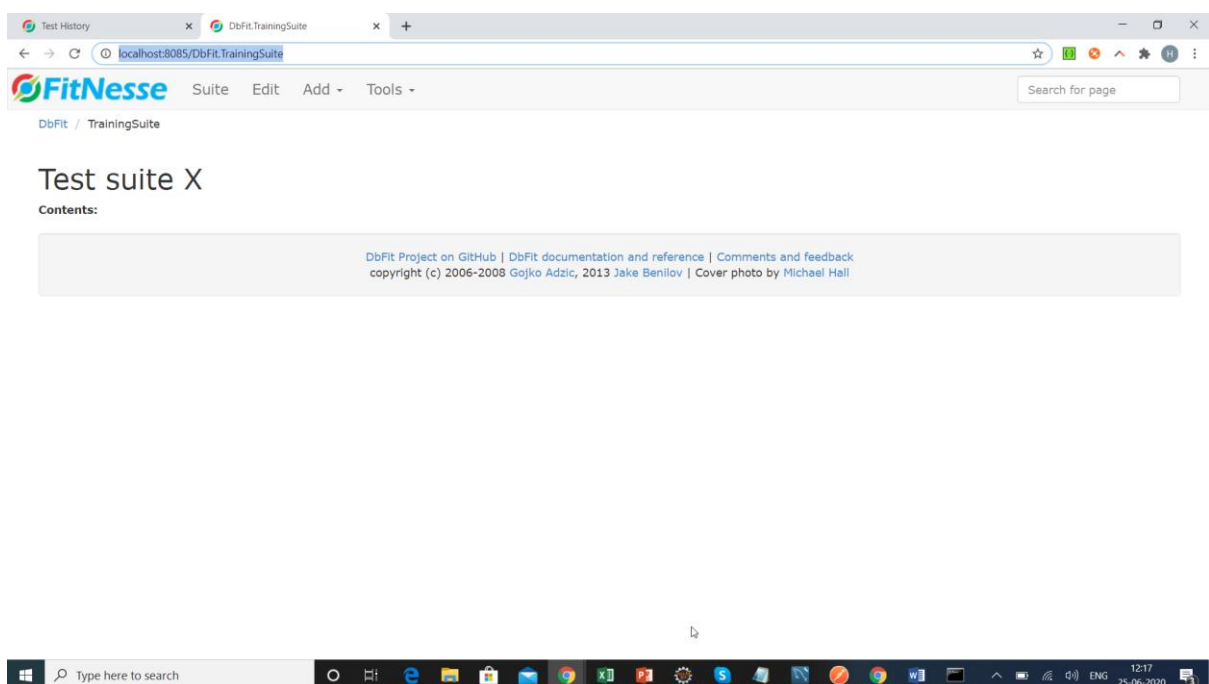 Test History
DbFit.TrainingSuite
localhost:8085/DbFit.TrainingSuite
H
FitNesse Suite Edit Add Tools Search for page
DbFit / TrainingSuite
Test suite X
Contents:
DbFit Project on GitHub | DbFit documentation and reference | Comments and feedback
copyright (c) 2006-2008 Gojko Adzic, 2013 Jake Benilov | Cover photo by Michael Hall
Type here to search
ENG
12:17
25-06-2020